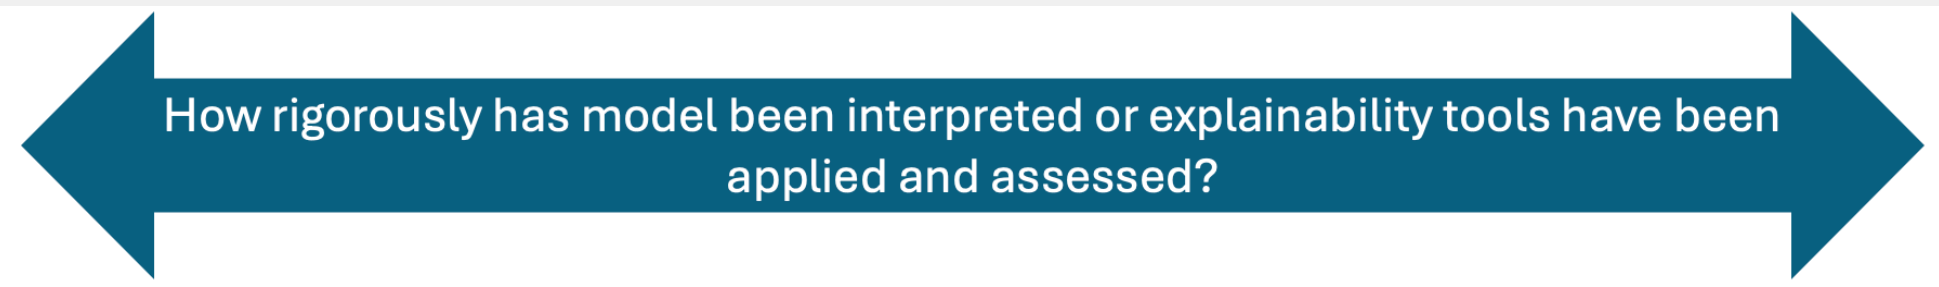 How rigorously has model been interpreted or explainability tools have been
applied and assessed?